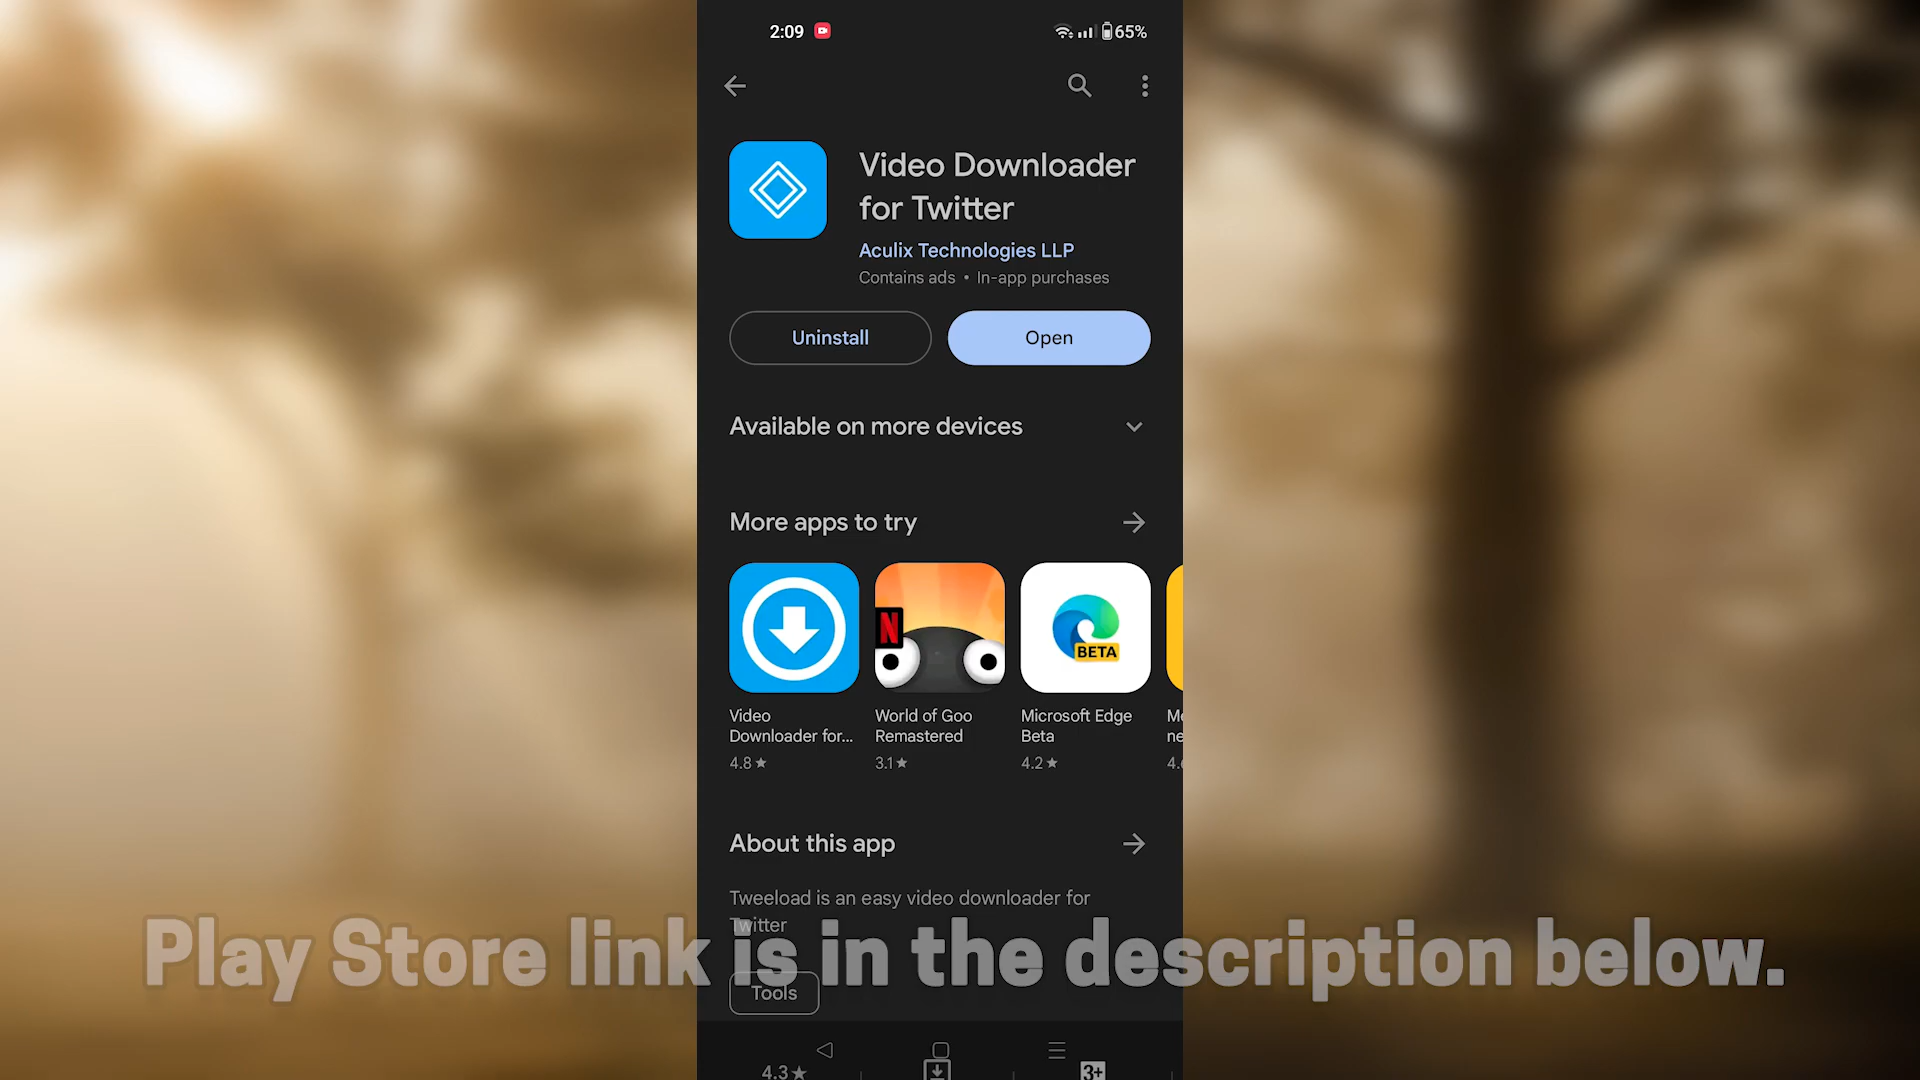 2:09
65%
Video Downloader
for Twitter
Aculix Technologies LLP
Contains ads • In-app purchases
Uninstall
Open
Available on more devices
More apps to try
N
BETA
Video
Downloader for...
4.8★
World of Goo
Remastered
3.1★
Microsoft Edge
Beta
4.2★
About this app
Tweeload is an easy video downloader for
Twitter
Play Store link is in the description below.
Tools
4.3★
3+